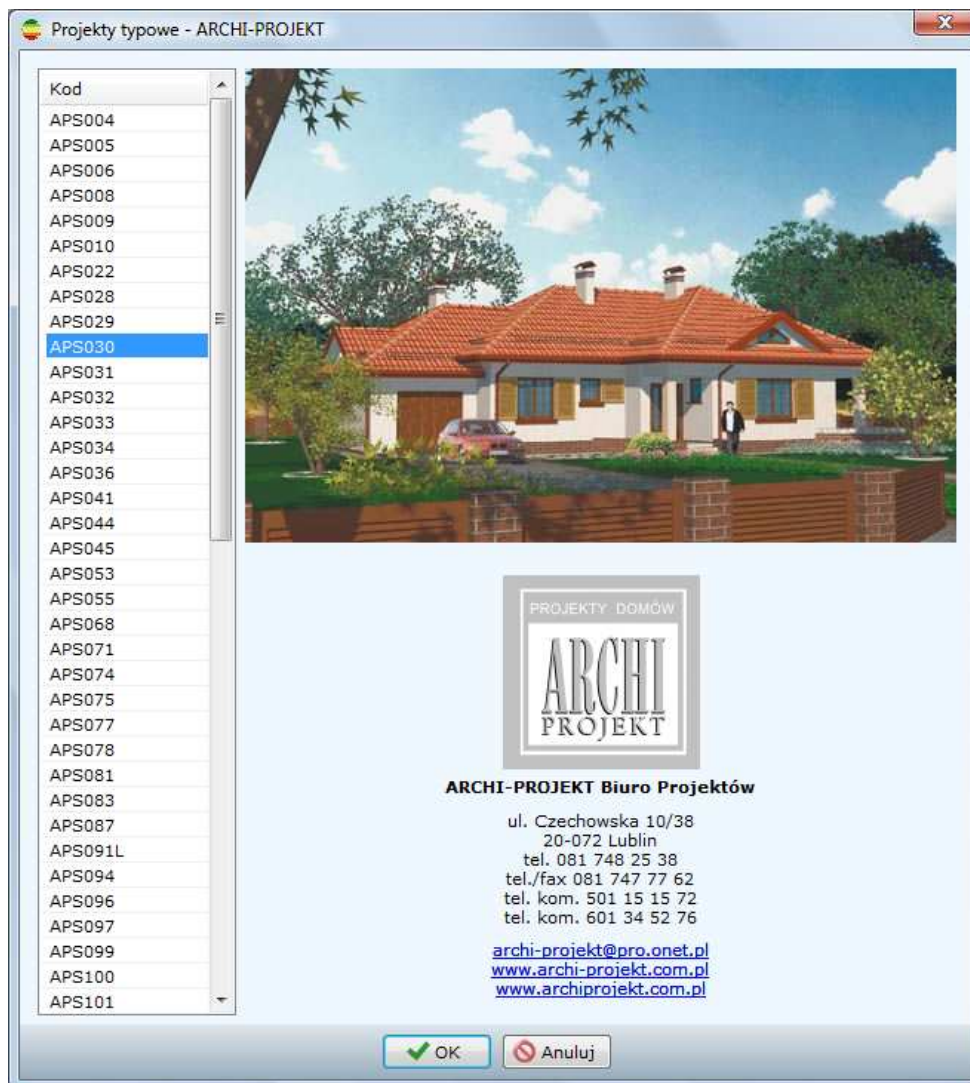 Projekty typowe - ARCHI-PROJEKT
Kod
APS004
APS005
APS006
APS008
APS009
APS010
APS022
APS028
APS029
APS030
APS031
APS032
APS033
APS034
APS036
APS041
APS044
APS045
APS053
APS055
APS068
APS071
APS074
APS075
APS077
APS078
APS081
APS083
APS087
APS091L
APS094
APS096
APS097
APS099
APS100
APS101
PROJEKTY DOMÓW
ARCHI
PROJEKT
ARCHI-PROJEKT Biuro Projektów
ul. Czechowska 10/38
20-072 Lublin
tel. 081 748 25 38
tel./fax 081 747 77 62
tel. kom. 501 15 15 72
tel. kom. 601 34 52 76
archi-projekt@pro.onet.pl
www.archi-projekt.com.pl
www.archiprojekt.com.pl
OK
Anuluj